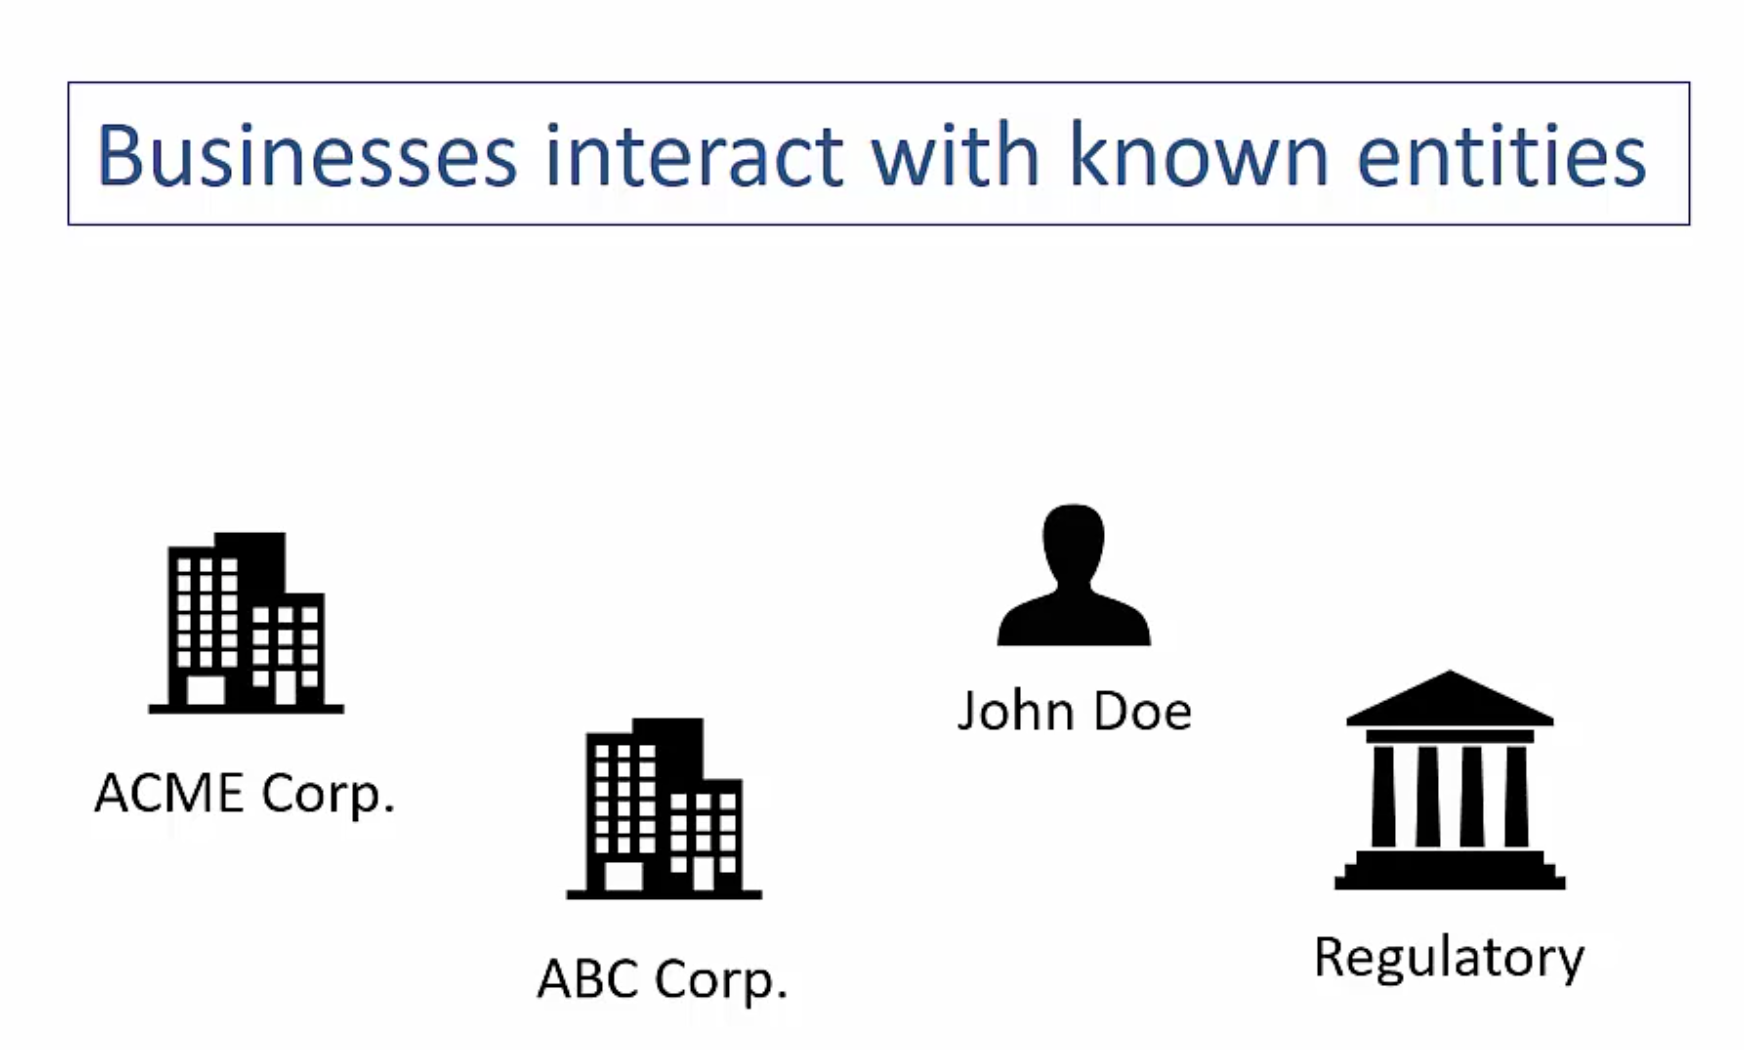 Businesses interact with known entities
John Doe
ACME Corp.
Regulatory
ABC Corp.